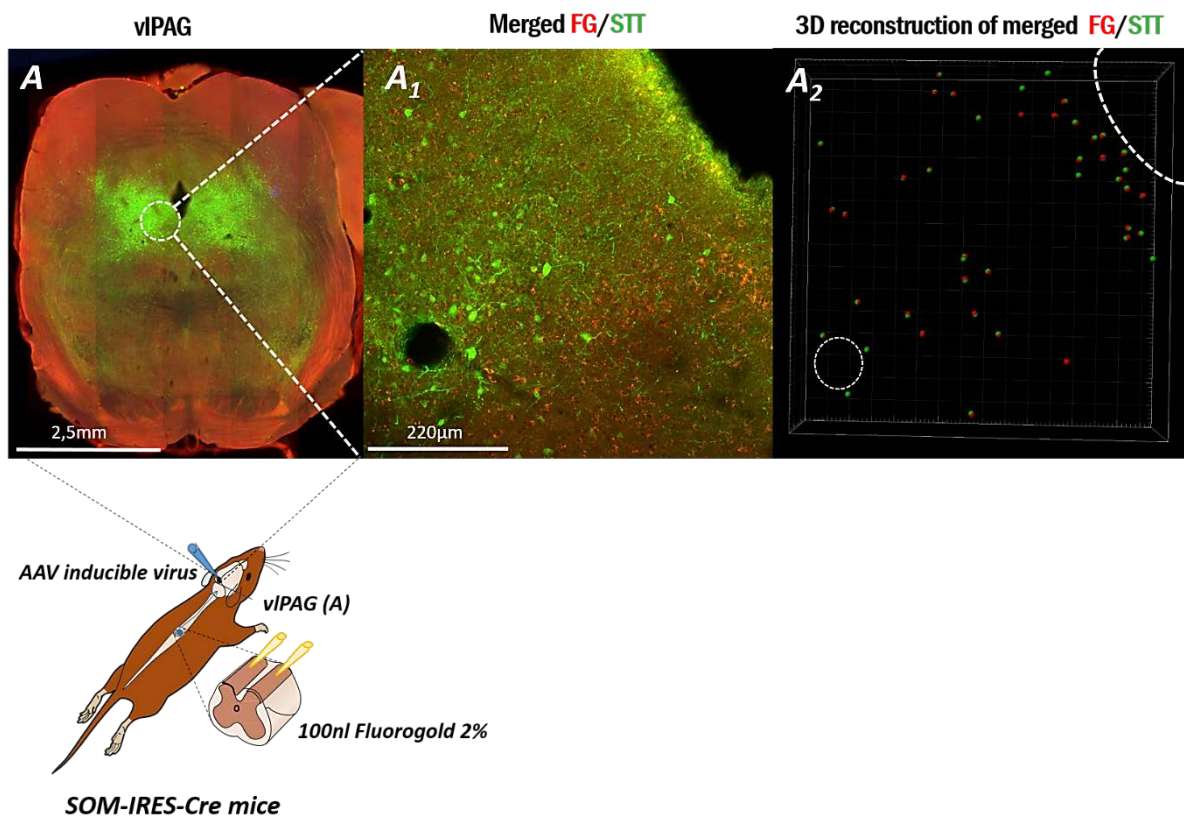 vlPAG
Merged FG/STT
3D reconstruction of merged FG/STT
A
A1
A2
2,5mm
220µm
AAV inducible virus
vlPAG (A)
100nl Fluorogold 2%
SOM-IRES-Cre mice